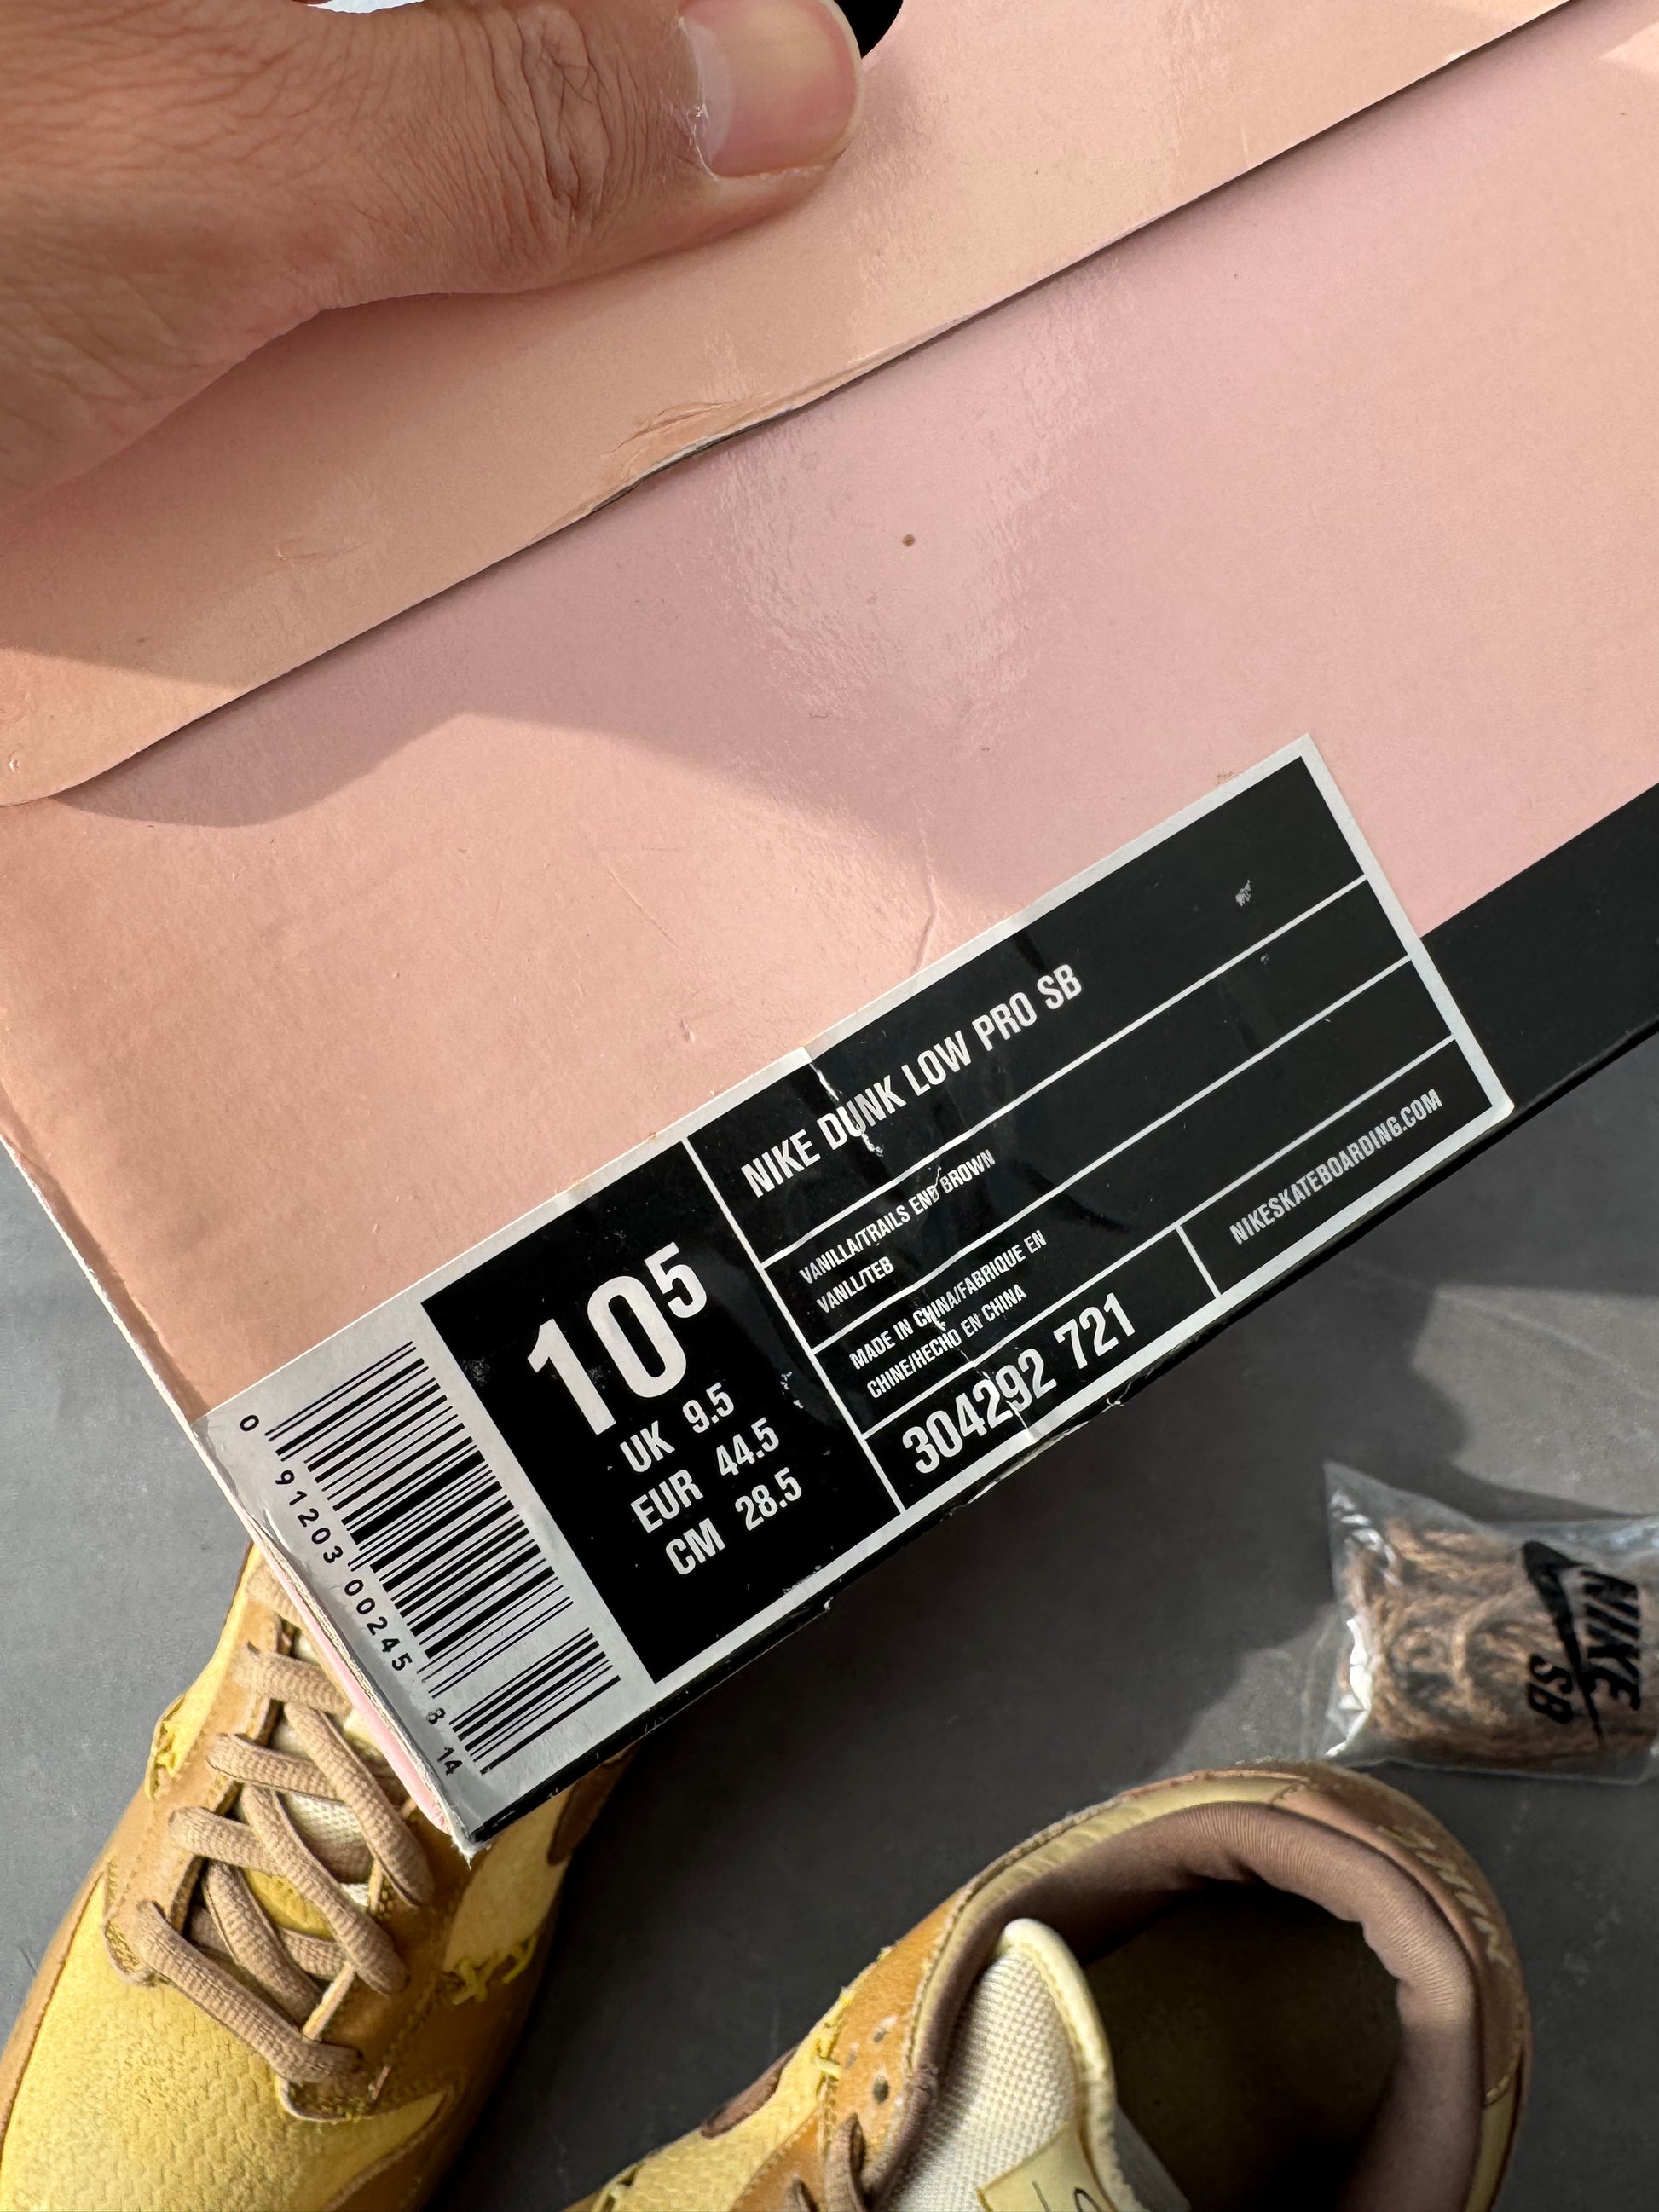 NIKE DUNK LOW PRO SB
VANILLA/TRAILS END BROWN
VANLL/TEB
MADE IN CHINA/FABRIQUE EN
CHINE/HECHO EN CHINA
304292 721
NIKESKATEBOARDING.COM
105
UK 9.5
EUR 44.5
CM 28.5
0 91203 00245 8 14
NIKE
SB